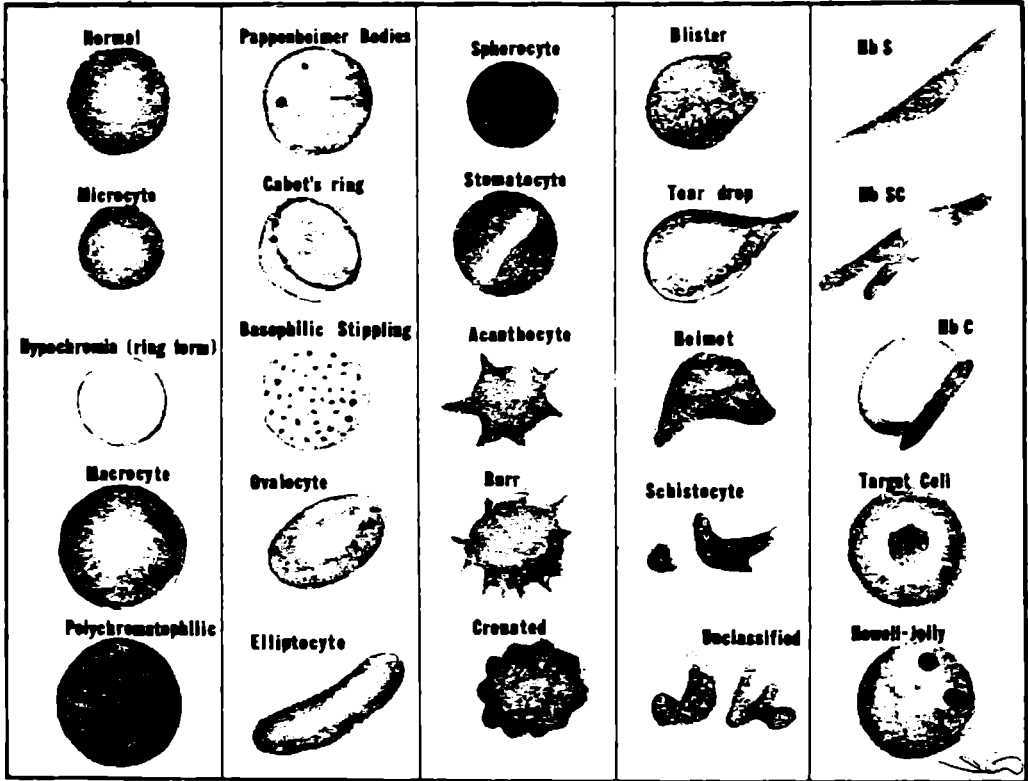 Normal
Microcyte
Hypochromia (ring form)
Macrocyte
Polychromatophilic
Pappenheimer Bodies
Cabot's ring
Basophilic Stippling
Ovalocyte
Elliptocyte
Spherocyte
Stomatocyte
Acanthocyte
Burr
Crenated
Blister
Tear drop
Helmet
Schistocyte
Unclassified
Hb S
Hb SC
Hb C
Target Cell
Howell-Jolly